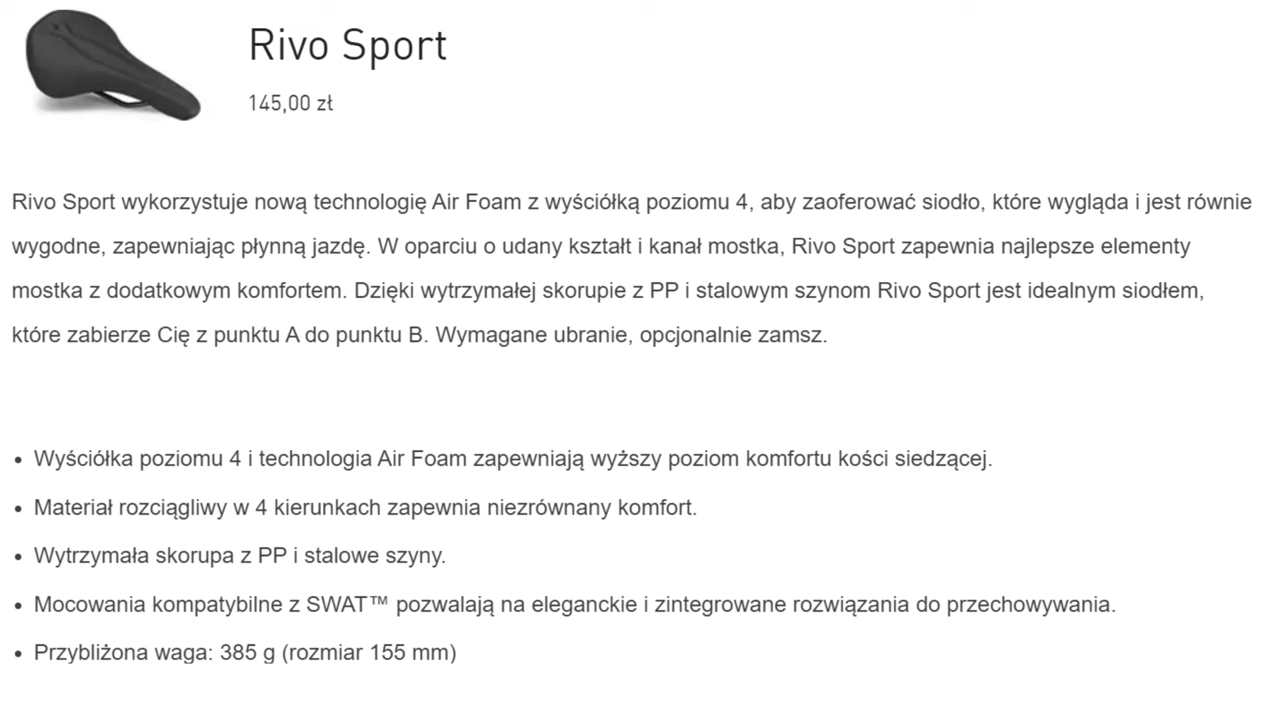 Rivo Sport
145,00 zł
Rivo Sport wykorzystuje nową technologię Air Foam z wyściółką poziomu 4, aby zaoferować siodło, które wygląda i jest równie
wygodne, zapewniając płynną jazdę. W oparciu o udany kształt i kanał mostka, Rivo Sport zapewnia najlepsze elementy
mostka z dodatkowym komfortem. Dzięki wytrzymałej skorupie z PP i stalowym szynom Rivo Sport jest idealnym siodłem,
które zabierze Cię z punktu A do punktu B. Wymagane ubranie, opcjonalnie zamsz.
• Wyściółka poziomu 4 i technologia Air Foam zapewniają wyższy poziom komfortu kości siedzącej.
• Materiał rozciągliwy w 4 kierunkach zapewnia niezrównany komfort.
• Wytrzymała skorupa z PP i stalowe szyny.
• Mocowania kompatybilne z SWAT™ pozwalają na eleganckie i zintegrowane rozwiązania do przechowywania.
• Przybliżona waga: 385 g (rozmiar 155 mm)